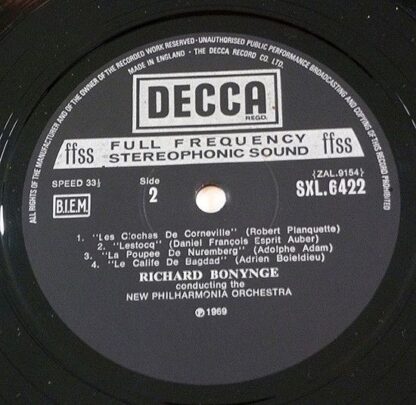 ALL RIGHTS OF THE MANUFACTURER AND OF THE OWNER OF THE RECORDED WORK RESERVED · UNAUTHORISED PUBLIC PERFORMANCE BROADCASTING AND COPYING OF THIS RECORD PROHIBITED
MADE IN ENGLAND · THE DECCA RECORD CO. LTD
DECCA
REGD.
ffss FULL FREQUENCY STEREOPHONIC SOUND ffss
SPEED 33⅓
Side
2
(ZAL.9154)
SXL.6422
B.I.E.M.
1. "Les Cloches De Corneville" (Robert Planquette)
2. "Lestocq" (Daniel François Esprit Auber)
3. "La Poupee De Nuremberg" (Adolphe Adam)
4. "Le Calife De Bagdad" (Adrien Boieldieu)
RICHARD BONYNGE
conducting the
NEW PHILHARMONIA ORCHESTRA
℗ 1969